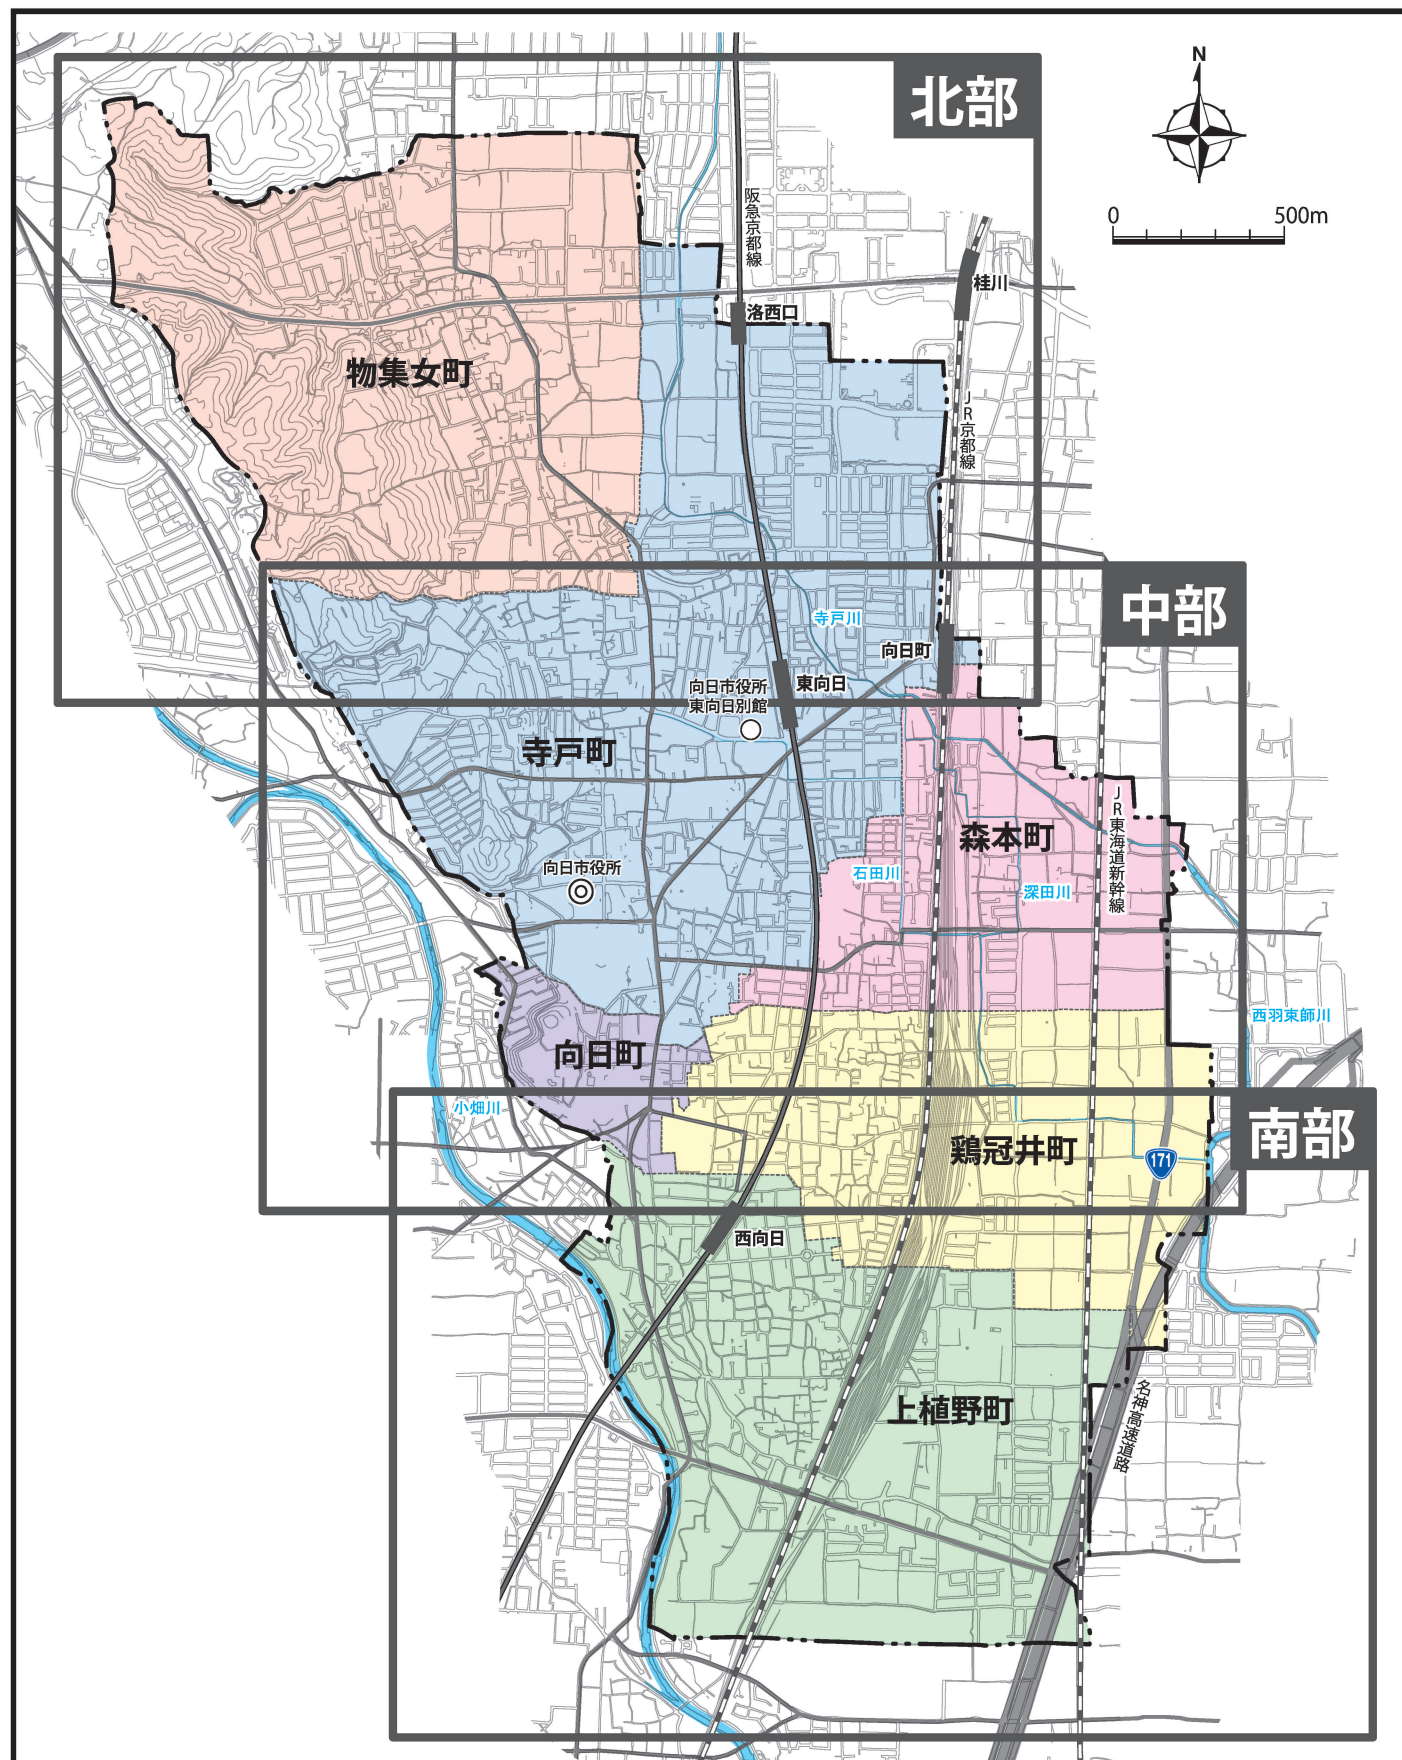 北部
N
0 500m
阪急京都線
桂川
洛西口
物集女町
JR京都線
中部
寺戸川
向日町
東向日
向日市役所
東向日別館
寺戸町
JR東海道新幹線
森本町
向日市役所
石田川
深田川
西羽束師川
向日町
小畑川
南部
鶏冠井町
171
西向日
上植野町
名神高速道路